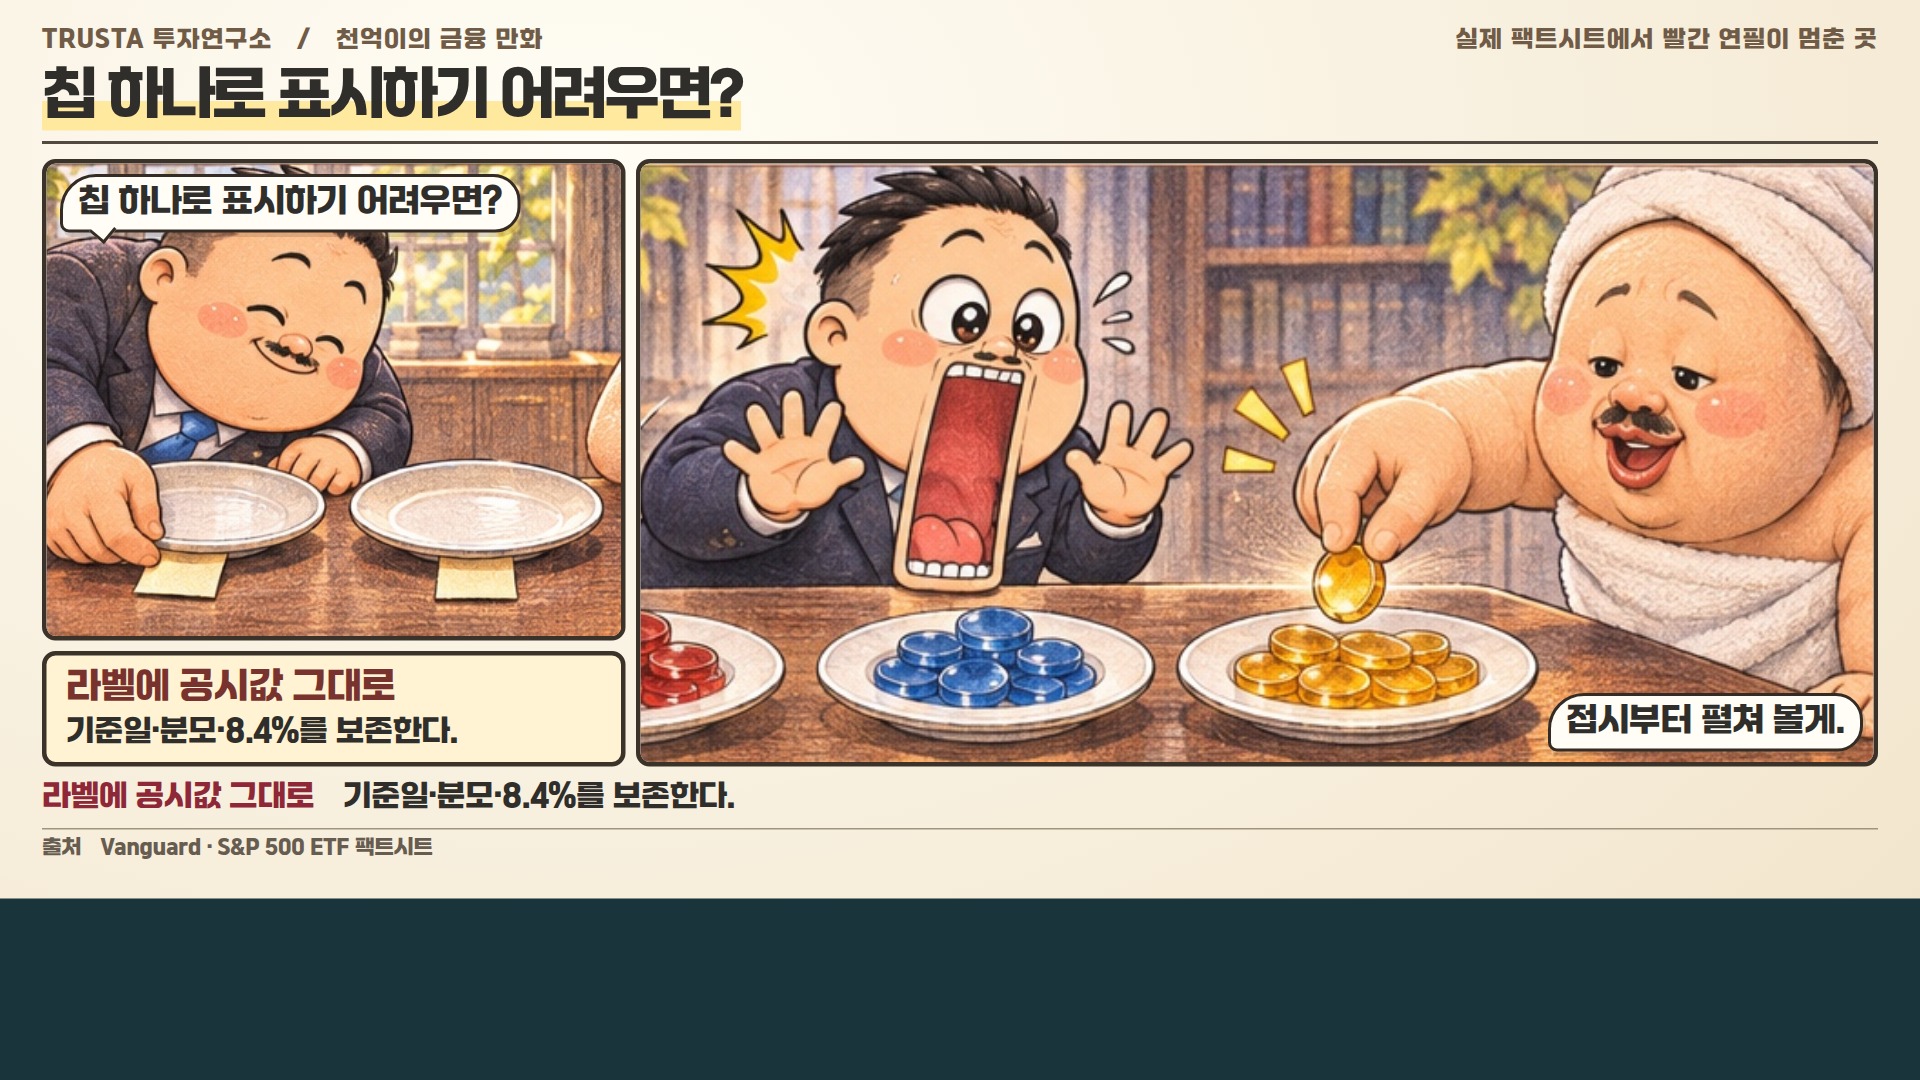 TRUSTA 투자연구소 / 천억이의 금융 만화
실제 팩트시트에서 빨간 연필이 멈춘 곳
칩 하나로 표시하기 어려우면?
칩 하나로 표시하기 어려우면?
접시부터 펼쳐 볼게.
라벨에 공시값 그대로
기준일·분모·8.4%를 보존한다.
라벨에 공시값 그대로 기준일·분모·8.4%를 보존한다.
출처 Vanguard · S&P 500 ETF 팩트시트